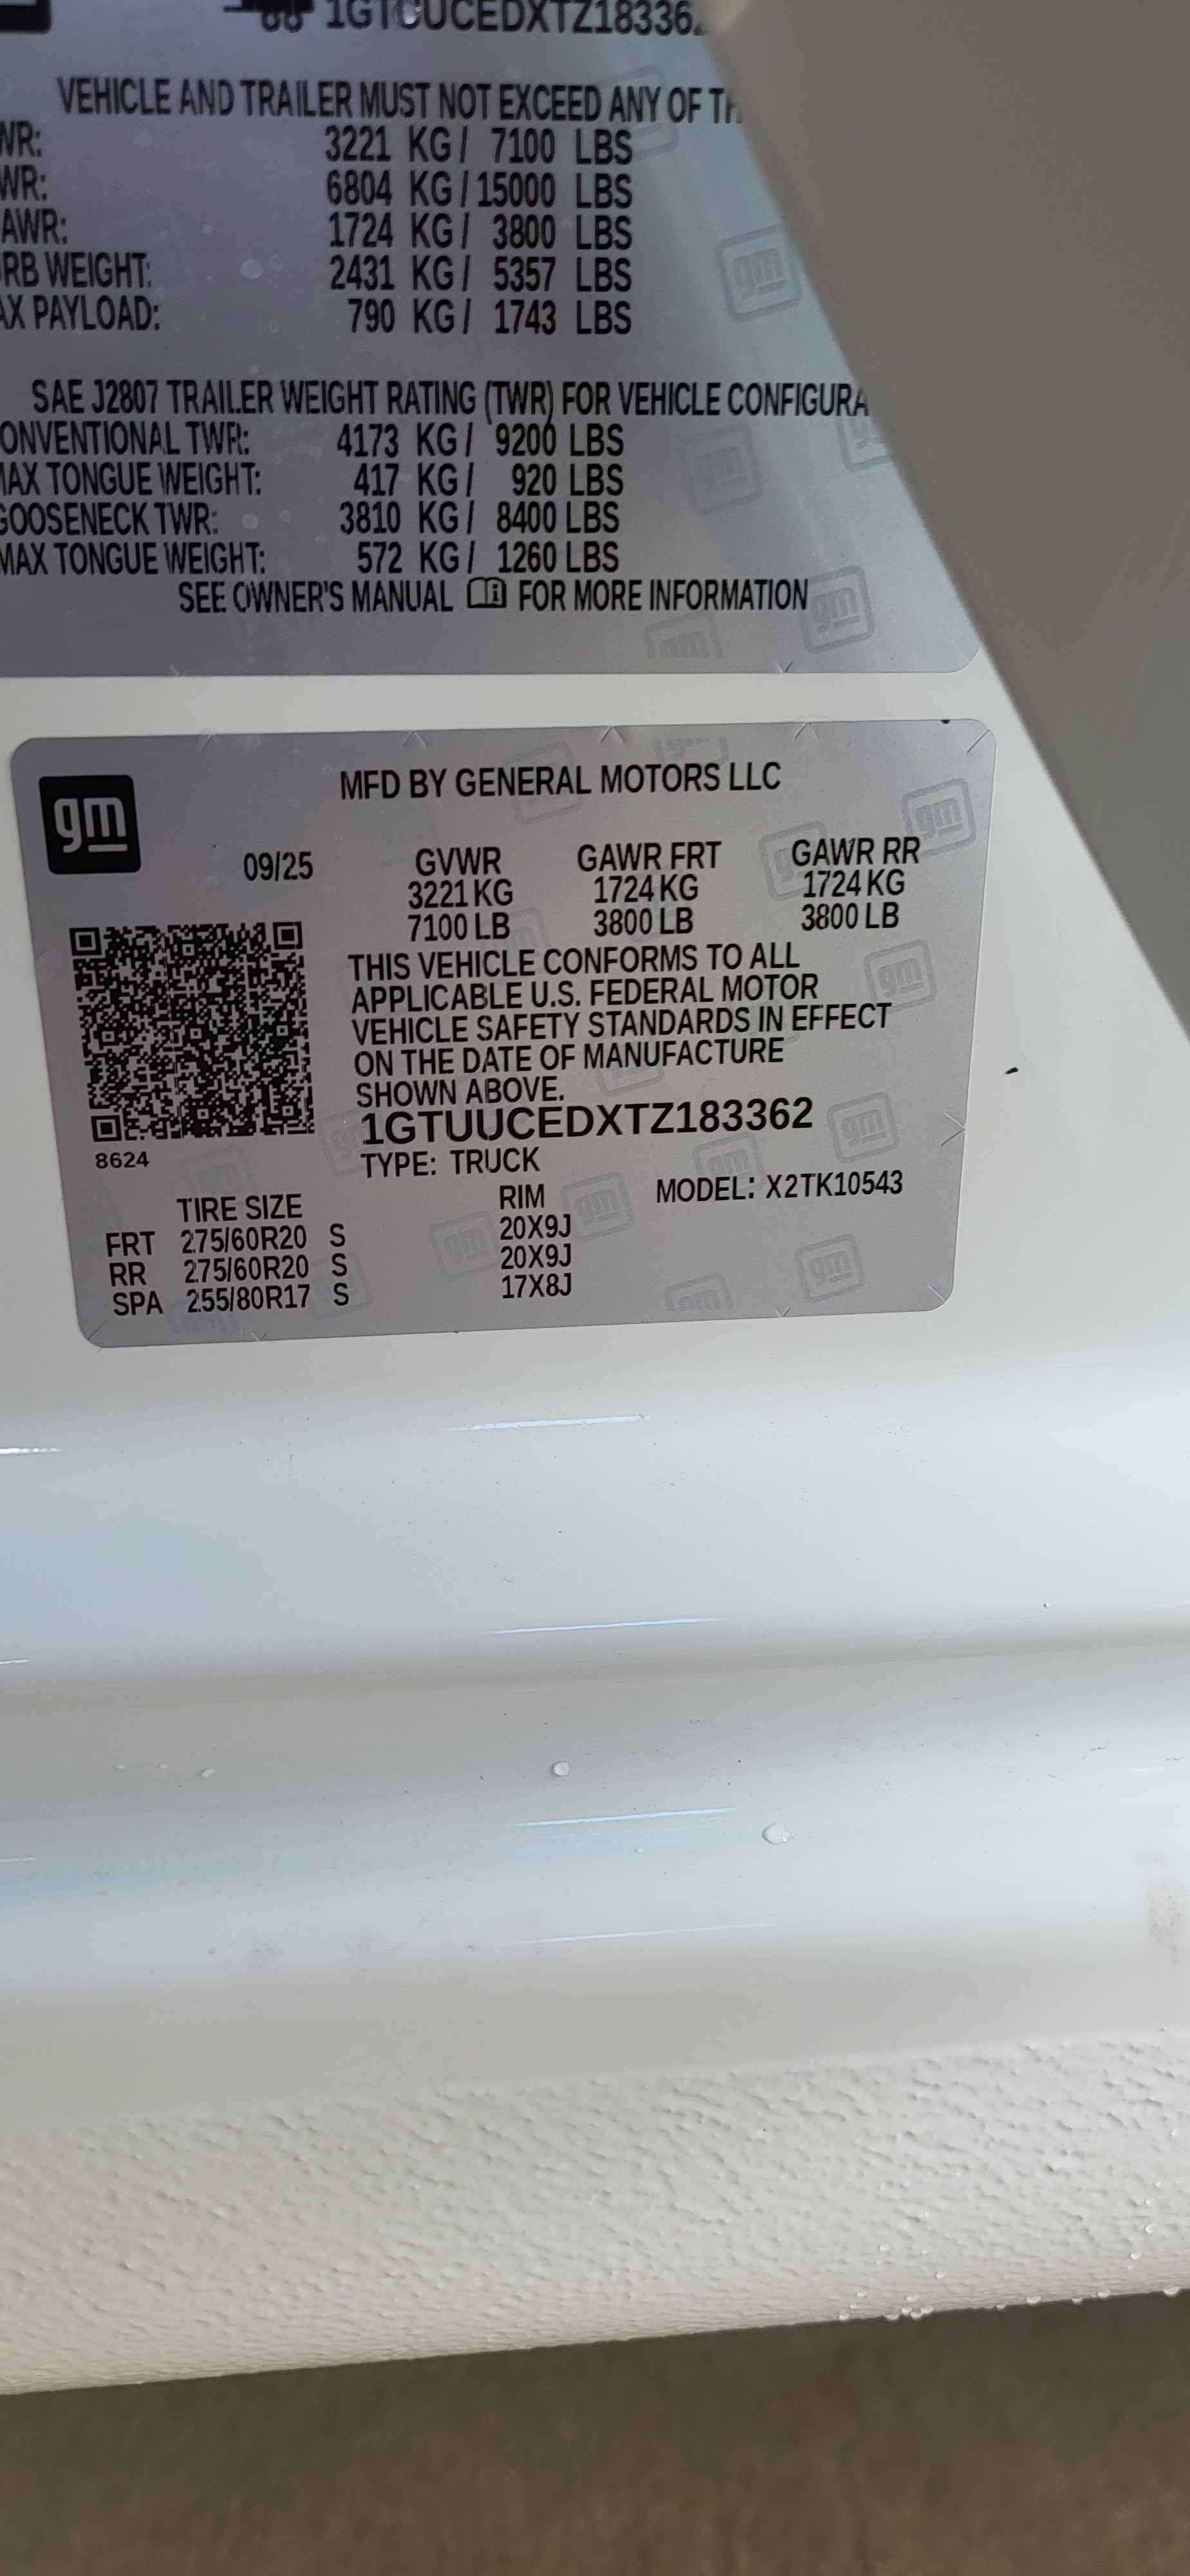 1GTUUCEDXTZ18336
VEHICLE AND TRAILER MUST NOT EXCEED ANY OF TH
WR: 3221 KG / 7100 LBS
WR: 6804 KG / 15000 LBS
AWR: 1724 KG / 3800 LBS
RB WEIGHT: 2431 KG / 5357 LBS
AX PAYLOAD: 790 KG / 1743 LBS
SAE J2807 TRAILER WEIGHT RATING (TWR) FOR VEHICLE CONFIGURA
ONVENTIONAL TWR: 4173 KG / 9200 LBS
MAX TONGUE WEIGHT: 417 KG / 920 LBS
GOOSENECK TWR: 3810 KG / 8400 LBS
MAX TONGUE WEIGHT: 572 KG / 1260 LBS
SEE OWNER'S MANUAL FOR MORE INFORMATION
gm
MFD BY GENERAL MOTORS LLC
09/25 GVWR GAWR FRT GAWR RR
3221 KG 1724 KG 1724 KG
7100 LB 3800 LB 3800 LB
THIS VEHICLE CONFORMS TO ALL
APPLICABLE U.S. FEDERAL MOTOR
VEHICLE SAFETY STANDARDS IN EFFECT
ON THE DATE OF MANUFACTURE
SHOWN ABOVE.
1GTUUCEDXTZ183362
8624
TYPE: TRUCK
TIRE SIZE RIM MODEL: X2TK10543
FRT 275/60R20 S 20X9J
RR 275/60R20 S 20X9J
SPA 255/80R17 S 17X8J